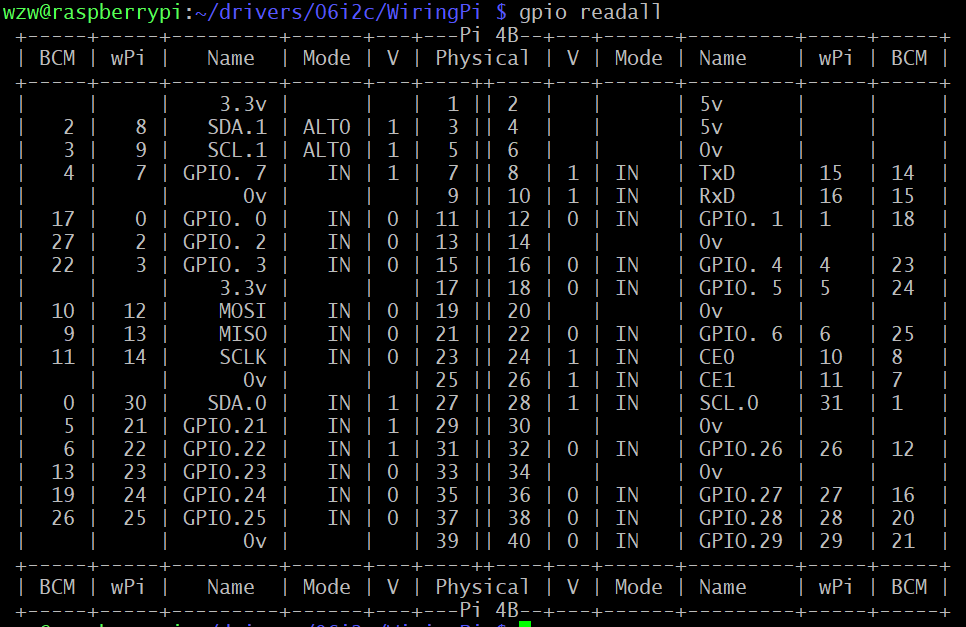 wzw@raspberrypi:~/drivers/06i2c/WiringPi $ gpio readall
 +-----+-----+---------+------+---+---Pi 4B--+---+------+---------+-----+-----+
 | BCM | wPi |   Name  | Mode | V | Physical | V | Mode | Name    | wPi | BCM |
 +-----+-----+---------+------+---+----++----+---+------+---------+-----+-----+
 |     |     |    3.3v |      |   |  1 || 2  |   |      | 5v      |     |     |
 |   2 |   8 |   SDA.1 | ALT0 | 1 |  3 || 4  |   |      | 5v      |     |     |
 |   3 |   9 |   SCL.1 | ALT0 | 1 |  5 || 6  |   |      | 0v      |     |     |
 |   4 |   7 | GPIO. 7 |   IN | 1 |  7 || 8  | 1 | IN   | TxD     | 15  | 14  |
 |     |     |      0v |      |   |  9 || 10 | 1 | IN   | RxD     | 16  | 15  |
 |  17 |   0 | GPIO. 0 |   IN | 0 | 11 || 12 | 0 | IN   | GPIO. 1 | 1   | 18  |
 |  27 |   2 | GPIO. 2 |   IN | 0 | 13 || 14 |   |      | 0v      |     |     |
 |  22 |   3 | GPIO. 3 |   IN | 0 | 15 || 16 | 0 | IN   | GPIO. 4 | 4   | 23  |
 |     |     |    3.3v |      |   | 17 || 18 | 0 | IN   | GPIO. 5 | 5   | 24  |
 |  10 |  12 |    MOSI |   IN | 0 | 19 || 20 |   |      | 0v      |     |     |
 |   9 |  13 |    MISO |   IN | 0 | 21 || 22 | 0 | IN   | GPIO. 6 | 6   | 25  |
 |  11 |  14 |    SCLK |   IN | 0 | 23 || 24 | 1 | IN   | CE0     | 10  | 8   |
 |     |     |      0v |      |   | 25 || 26 | 1 | IN   | CE1     | 11  | 7   |
 |   0 |  30 |   SDA.0 |   IN | 1 | 27 || 28 | 1 | IN   | SCL.0   | 31  | 1   |
 |   5 |  21 | GPIO.21 |   IN | 1 | 29 || 30 |   |      | 0v      |     |     |
 |   6 |  22 | GPIO.22 |   IN | 1 | 31 || 32 | 0 | IN   | GPIO.26 | 26  | 12  |
 |  13 |  23 | GPIO.23 |   IN | 0 | 33 || 34 |   |      | 0v      |     |     |
 |  19 |  24 | GPIO.24 |   IN | 0 | 35 || 36 | 0 | IN   | GPIO.27 | 27  | 16  |
 |  26 |  25 | GPIO.25 |   IN | 0 | 37 || 38 | 0 | IN   | GPIO.28 | 28  | 20  |
 |     |     |      0v |      |   | 39 || 40 | 0 | IN   | GPIO.29 | 29  | 21  |
 +-----+-----+---------+------+---+----++----+---+------+---------+-----+-----+
 | BCM | wPi |   Name  | Mode | V | Physical | V | Mode | Name    | wPi | BCM |
 +-----+-----+---------+------+---+---Pi 4B--+---+------+---------+-----+-----+
wzw@raspberrypi:~/drivers/06i2c/WiringPi $